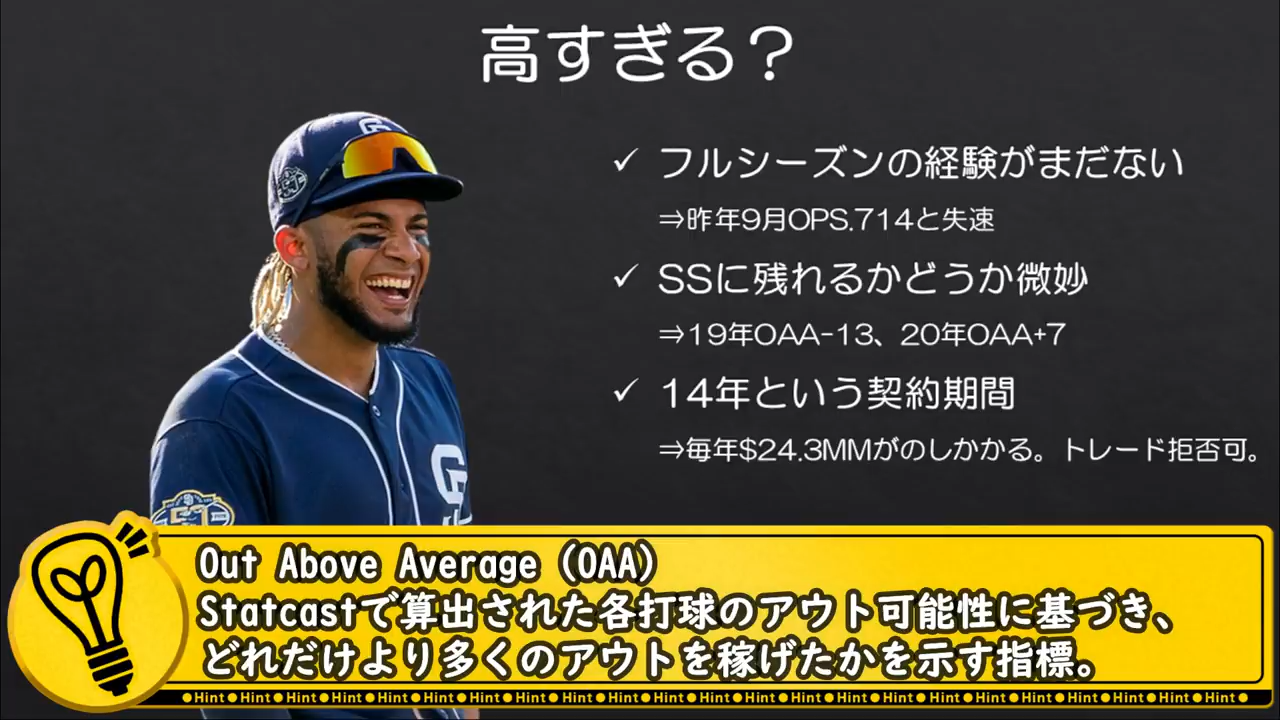 高すぎる？
✓ フルシーズンの経験がまだない
⇒昨年9月OPS.714と失速
✓ SSに残れるかどうか微妙
⇒19年OAA-13、20年OAA+7
✓ 14年という契約期間
⇒毎年$24.3MMがのしかかる。トレード拒否可。
Out Above Average (OAA)
Statcastで算出された各打球のアウト可能性に基づき、
どれだけより多くのアウトを稼げたかを示す指標。
●Hint●Hint●Hint●Hint●Hint●Hint●Hint●Hint●Hint●Hint●Hint●Hint●Hint●Hint●Hint●Hint●Hint●Hint●Hint●Hint●Hint●Hint●Hint●